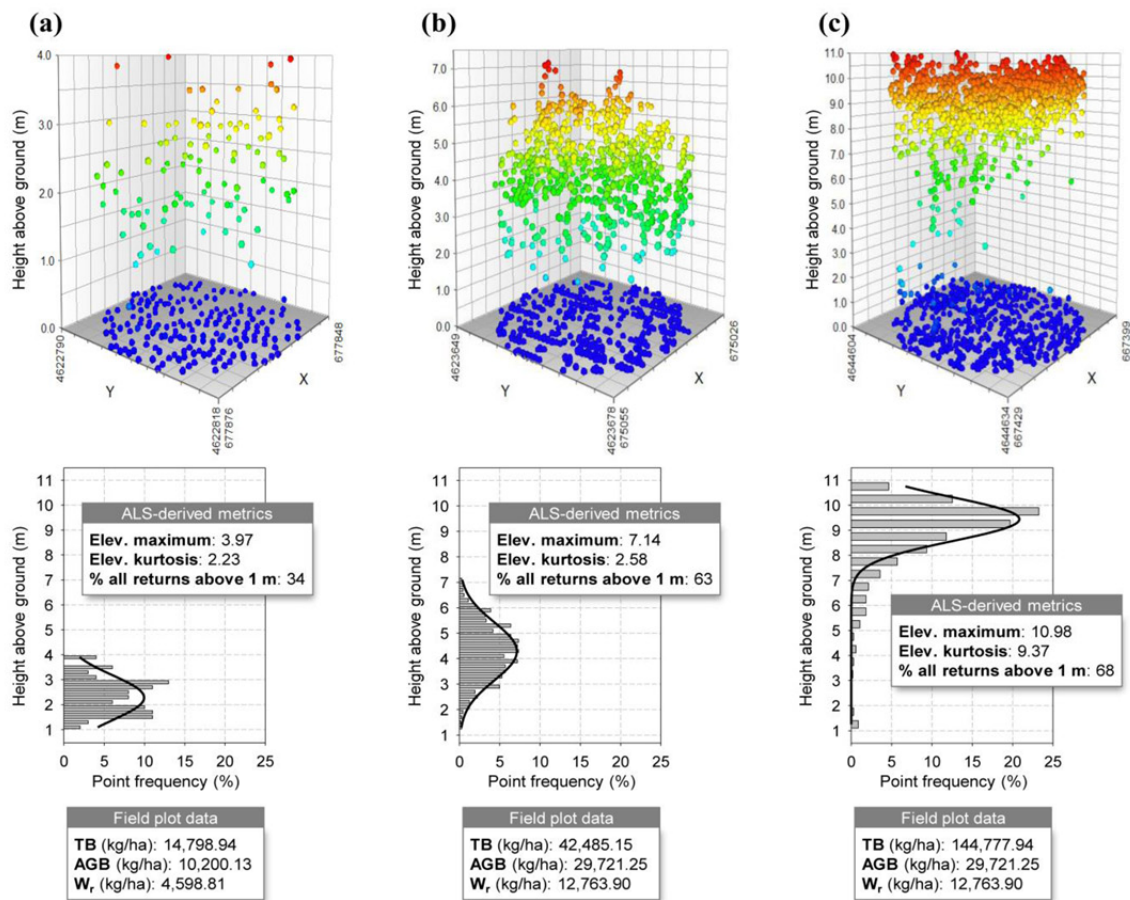 (a)
(b)
(c)
4.0
3.0
2.0
1.0
0.0
Height above ground (m)
4622790
Y
4622818
677876
X
677848
7.0
6.0
5.0
4.0
3.0
2.0
1.0
0.0
Height above ground (m)
4623649
Y
4623678
675055
X
675026
11.0
10.0
9.0
8.0
7.0
6.0
5.0
4.0
3.0
2.0
1.0
0.0
Height above ground (m)
4644604
Y
4644634
667429
X
667399
11
10
9
8
7
6
5
4
3
2
1
Height above ground (m)
ALS-derived metrics
Elev. maximum: 3.97
Elev. kurtosis: 2.23
% all returns above 1 m: 34
0 5 10 15 20 25
Point frequency (%)
11
10
9
8
7
6
5
4
3
2
1
Height above ground (m)
ALS-derived metrics
Elev. maximum: 7.14
Elev. kurtosis: 2.58
% all returns above 1 m: 63
0 5 10 15 20 25
Point frequency (%)
11
10
9
8
7
6
5
4
3
2
1
Height above ground (m)
ALS-derived metrics
Elev. maximum: 10.98
Elev. kurtosis: 9.37
% all returns above 1 m: 68
0 5 10 15 20 25
Point frequency (%)
Field plot data
TB (kg/ha): 14,798.94
AGB (kg/ha): 10,200.13
Wr (kg/ha): 4,598.81
Field plot data
TB (kg/ha): 42,485.15
AGB (kg/ha): 29,721.25
Wr (kg/ha): 12,763.90
Field plot data
TB (kg/ha): 144,777.94
AGB (kg/ha): 29,721.25
Wr (kg/ha): 12,763.90